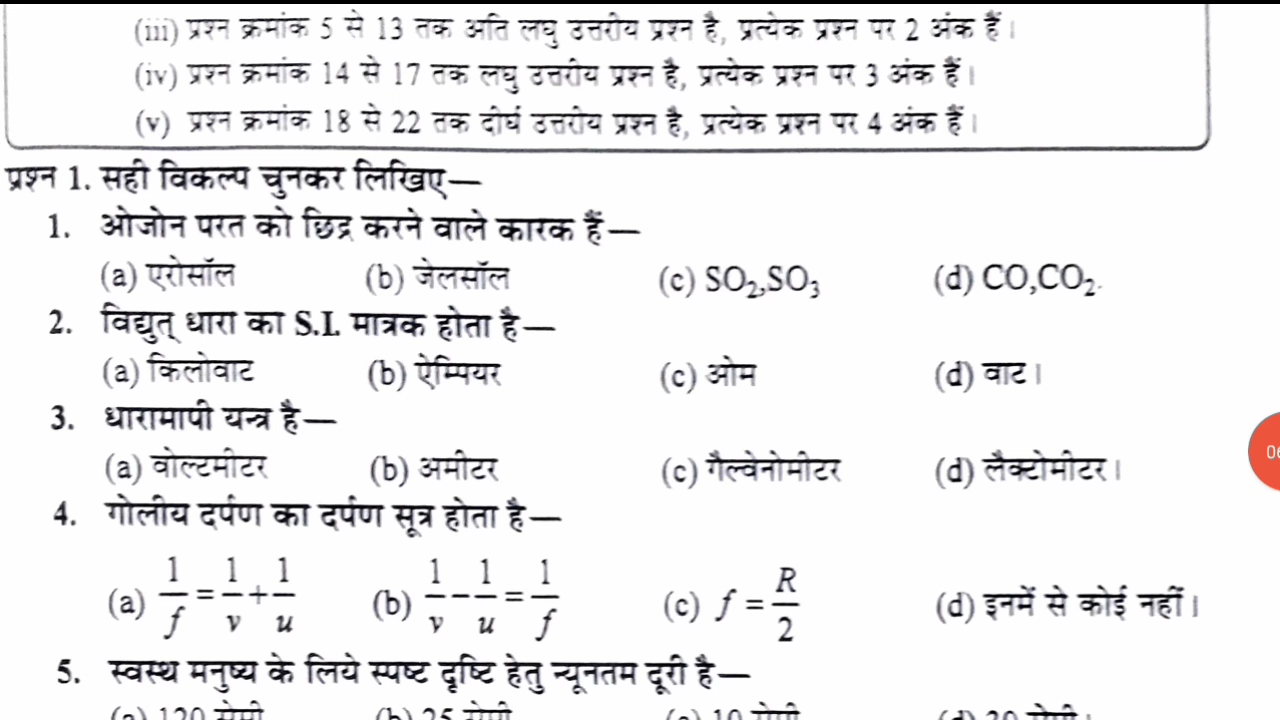 (iii) प्रश्न क्रमांक 5 से 13 तक अति लघु उत्तरीय प्रश्न है, प्रत्येक प्रश्न पर 2 अंक हैं।
(iv) प्रश्न क्रमांक 14 से 17 तक लघु उत्तरीय प्रश्न है, प्रत्येक प्रश्न पर 3 अंक हैं।
(v) प्रश्न क्रमांक 18 से 22 तक दीर्घ उत्तरीय प्रश्न है, प्रत्येक प्रश्न पर 4 अंक हैं।
प्रश्न 1. सही विकल्प चुनकर लिखिए—
1. ओजोन परत को छिद्र करने वाले कारक हैं—
(a) एरोसॉल (b) जेलसॉल (c) SO₂,SO₃ (d) CO,CO₂.
2. विद्युत् धारा का S.I. मात्रक होता है—
(a) किलोवाट (b) ऐम्पियर (c) ओम (d) वाट।
3. धारामापी यन्त्र है—
(a) वोल्टमीटर (b) अमीटर (c) गैल्वेनोमीटर (d) लैक्टोमीटर।
4. गोलीय दर्पण का दर्पण सूत्र होता है—
(a) 1/f = 1/v + 1/u (b) 1/v − 1/u = 1/f (c) f = R/2 (d) इनमें से कोई नहीं।
5. स्वस्थ मनुष्य के लिये स्पष्ट दृष्टि हेतु न्यूनतम दूरी है—
(a) 120 सेमी (b) 25 सेमी (c) 10 सेमी (d) 20 सेमी।